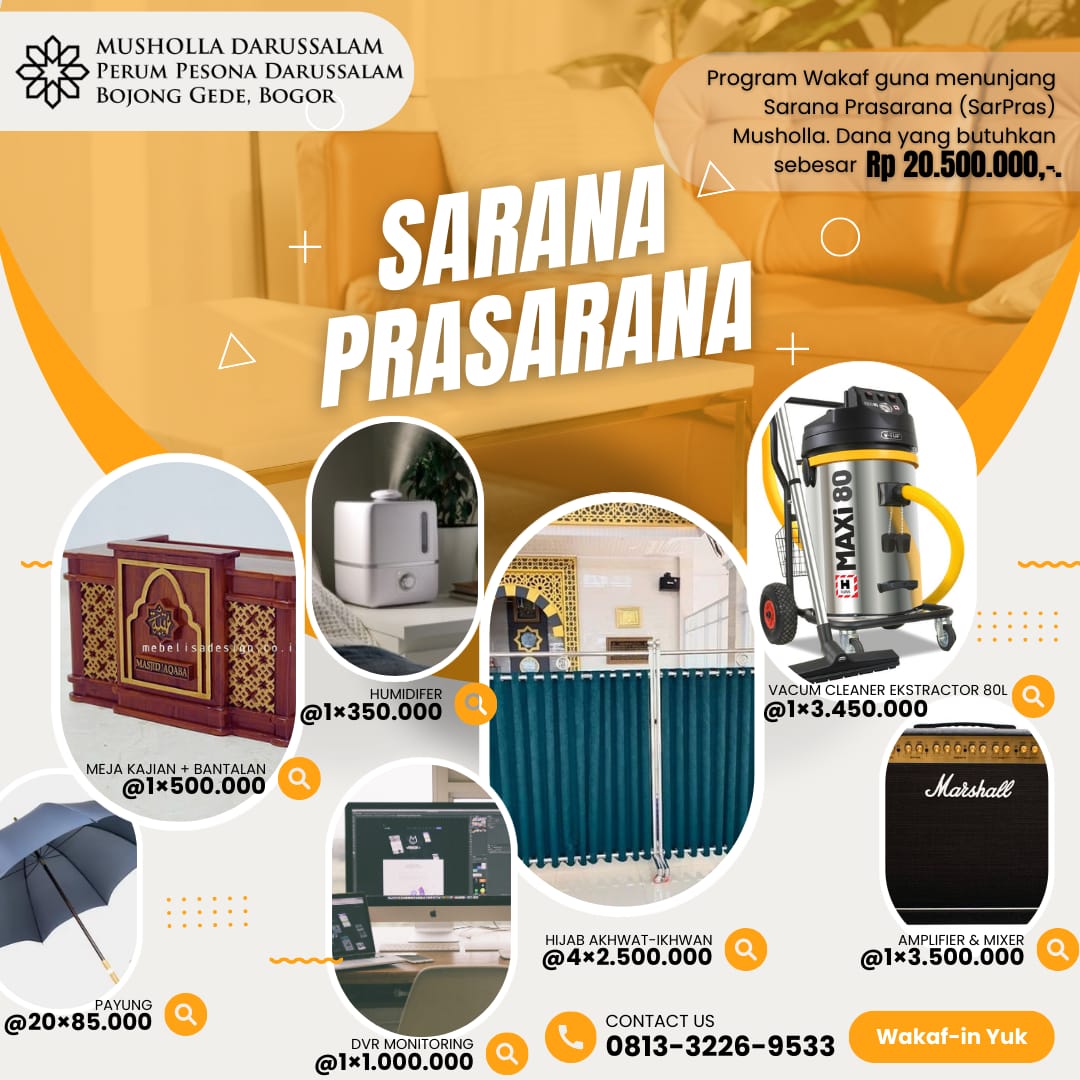 MUSHOLLA DARUSSALAM
PERUM PESONA DARUSSALAM
BOJONG GEDE, BOGOR
Program Wakaf guna menunjang
Sarana Prasarana (SarPras)
Musholla. Dana yang butuhkan
sebesar Rp 20.500.000,-.
SARANA
PRASARANA
MAXi 80
H
mebelisadesign.co.i
MASJID JAQABA
HUMIDIFER
@1×350.000
VACUM CLEANER EKSTRACTOR 80L
@1×3.450.000
MEJA KAJIAN + BANTALAN
@1×500.000
Marshall
HIJAB AKHWAT-IKHWAN
@4×2.500.000
AMPLIFIER & MIXER
@1×3.500.000
PAYUNG
@20×85.000
DVR MONITORING
@1×1.000.000
CONTACT US
0813-3226-9533
Wakaf-in Yuk